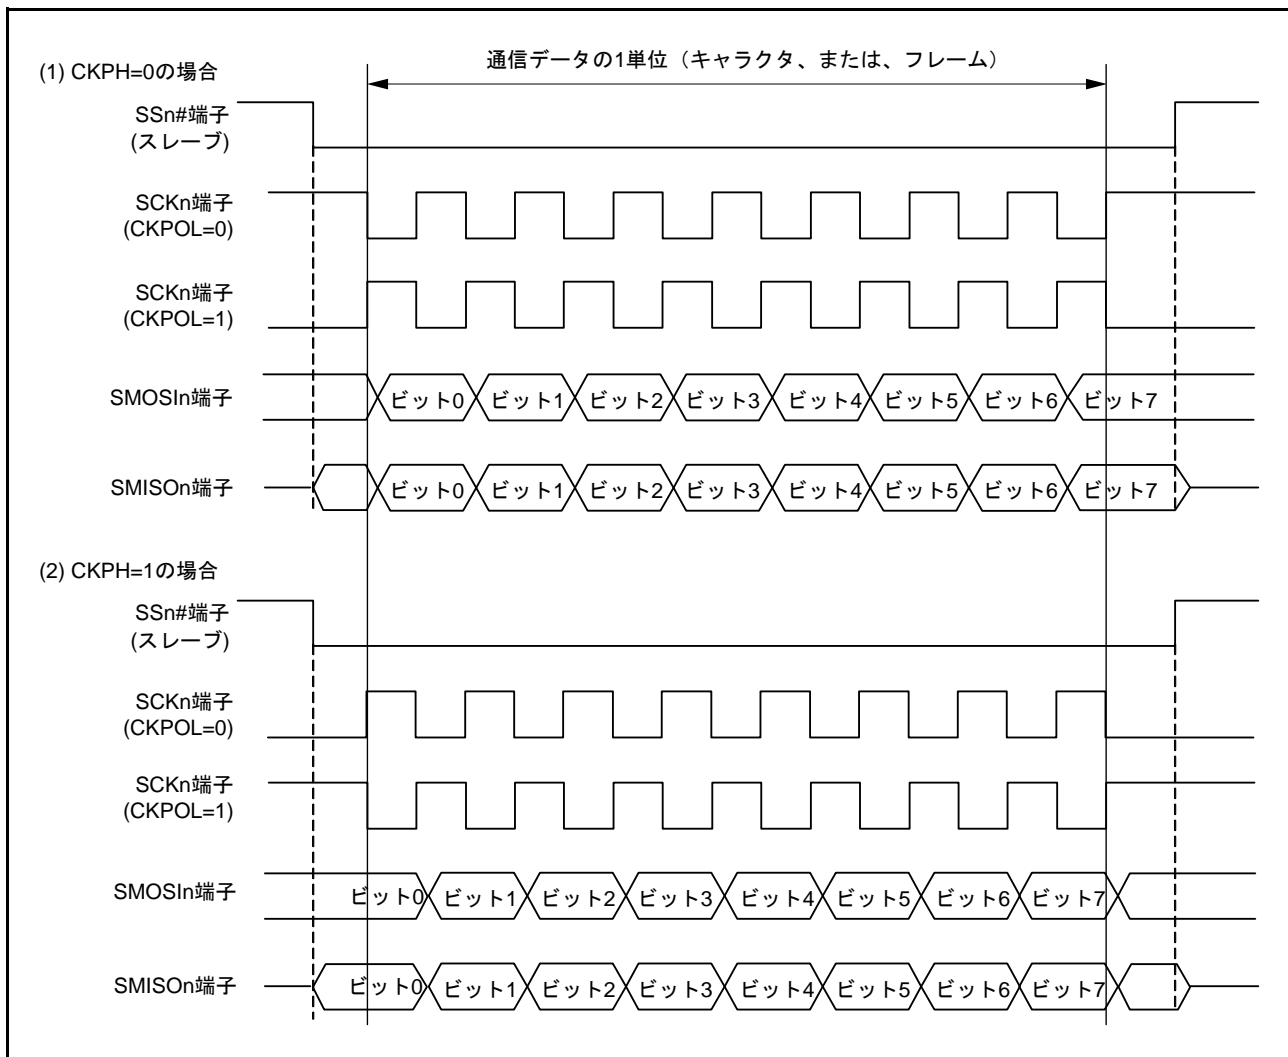 通信データの1単位（キャラクタ、または、フレーム）
(1) CKPH=0の場合
SSn#端子
(スレーブ)
SCKn端子
(CKPOL=0)
SCKn端子
(CKPOL=1)
SMOSIn端子
ビット0 ビット1 ビット2 ビット3 ビット4 ビット5 ビット6 ビット7
SMISOn端子
ビット0 ビット1 ビット2 ビット3 ビット4 ビット5 ビット6 ビット7
(2) CKPH=1の場合
SSn#端子
(スレーブ)
SCKn端子
(CKPOL=0)
SCKn端子
(CKPOL=1)
SMOSIn端子
ビット0 ビット1 ビット2 ビット3 ビット4 ビット5 ビット6 ビット7
SMISOn端子
ビット0 ビット1 ビット2 ビット3 ビット4 ビット5 ビット6 ビット7